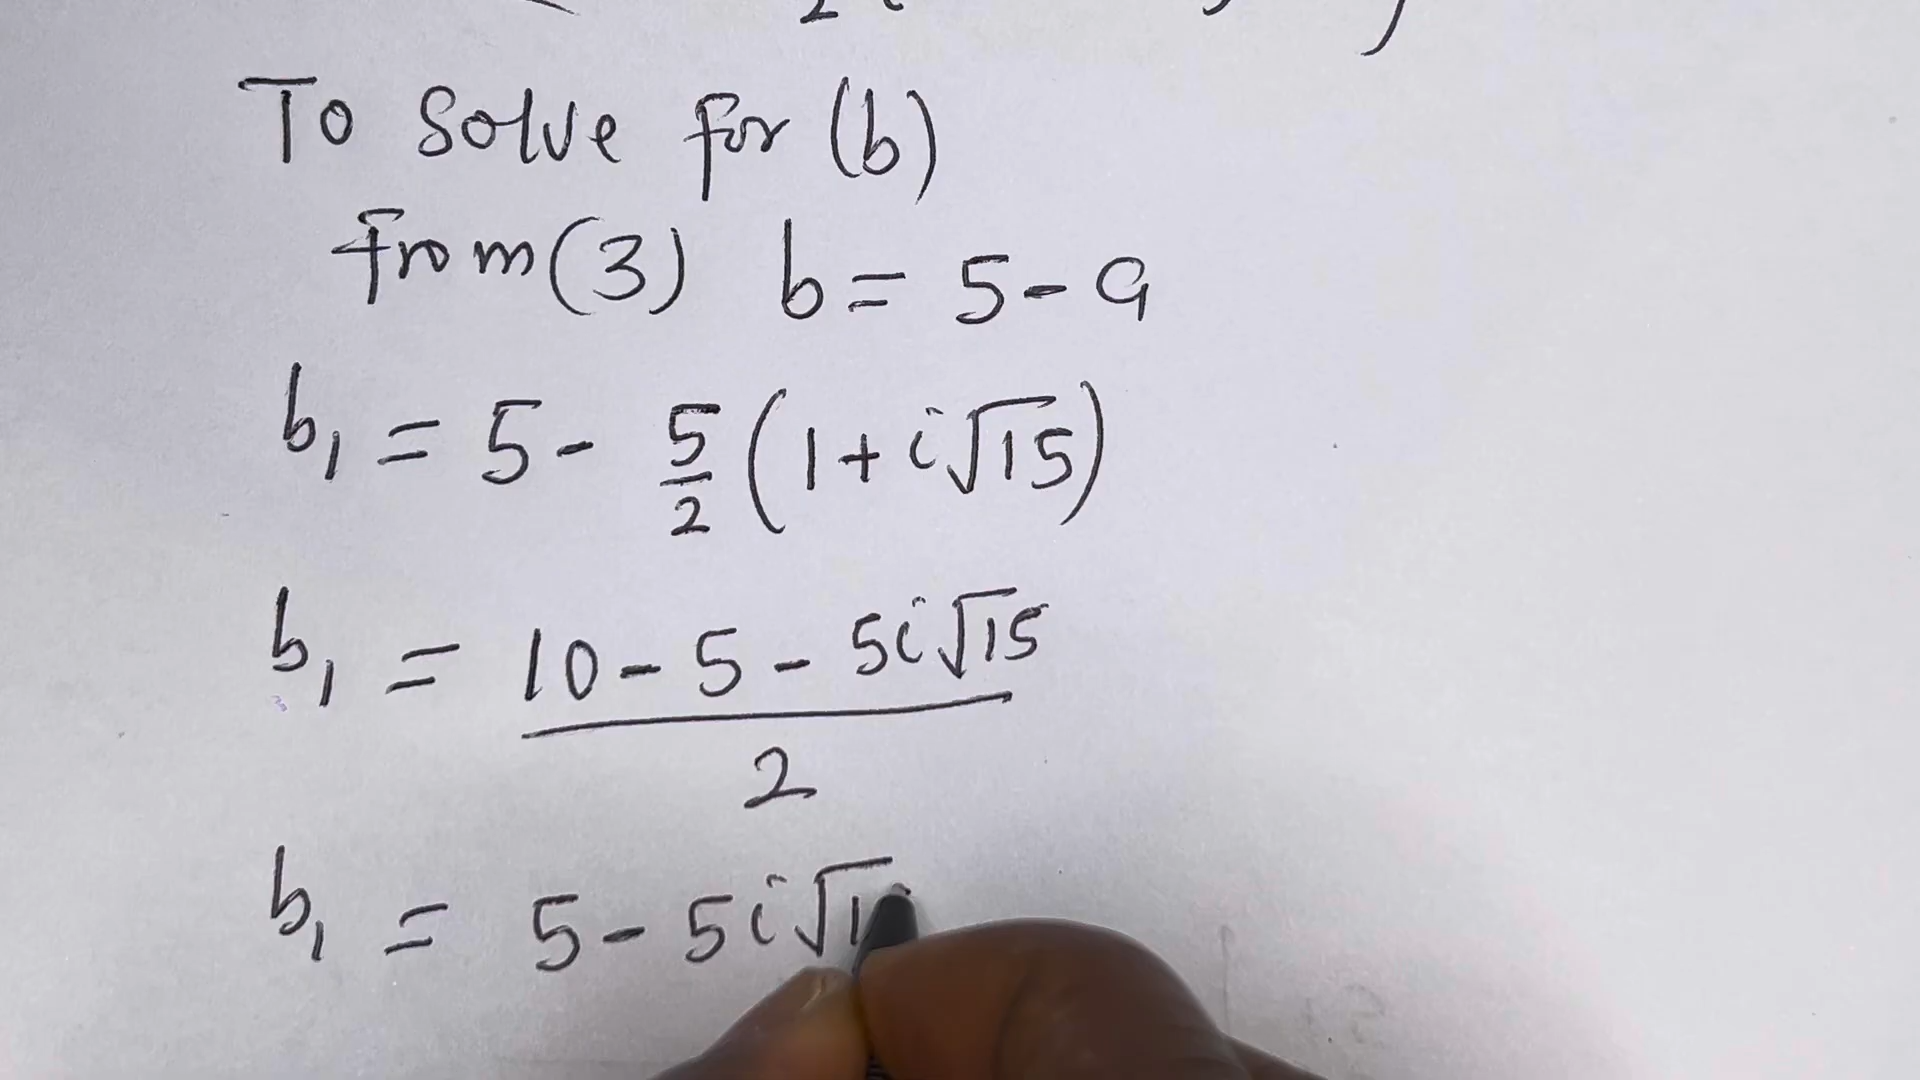 2
To solve for (b)
from (3) b = 5 - a
b₁ = 5 - 5/2 (1 + i√15)
b₁ = (10 - 5 - 5i√15)/2
b₁ = 5 - 5i√1